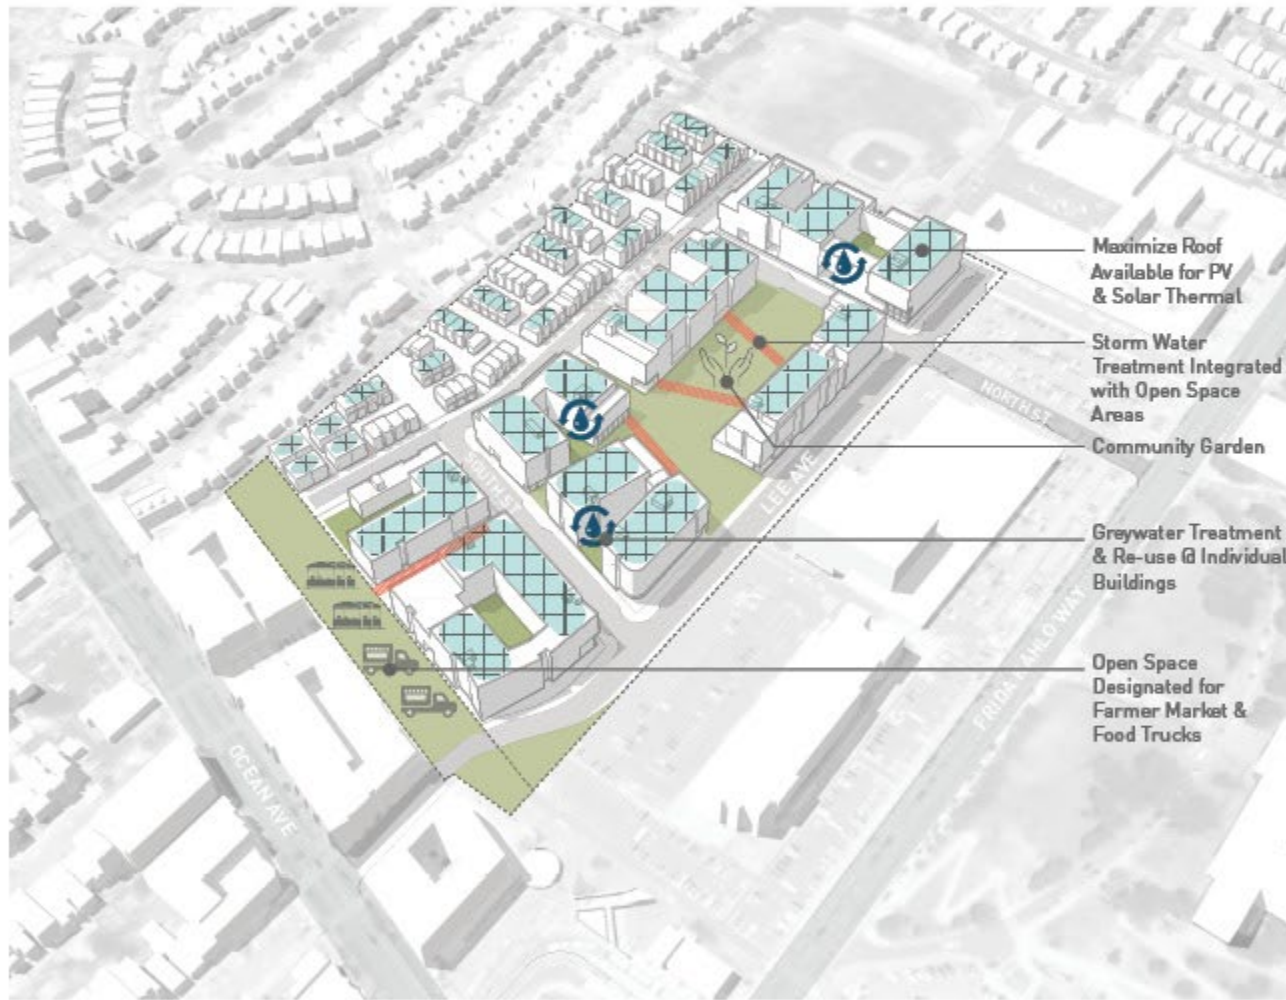 Maximize Roof
Available for PV
& Solar Thermal
Storm Water
Treatment Integrated
with Open Space
Areas
NORTH ST
Community Garden
SOUTH ST
LEE AVE
Greywater Treatment
& Re-use @ Individual
Buildings
FRIDA KAHLO WAY
Open Space
Designated for
Farmer Market &
Food Trucks
OCEAN AVE